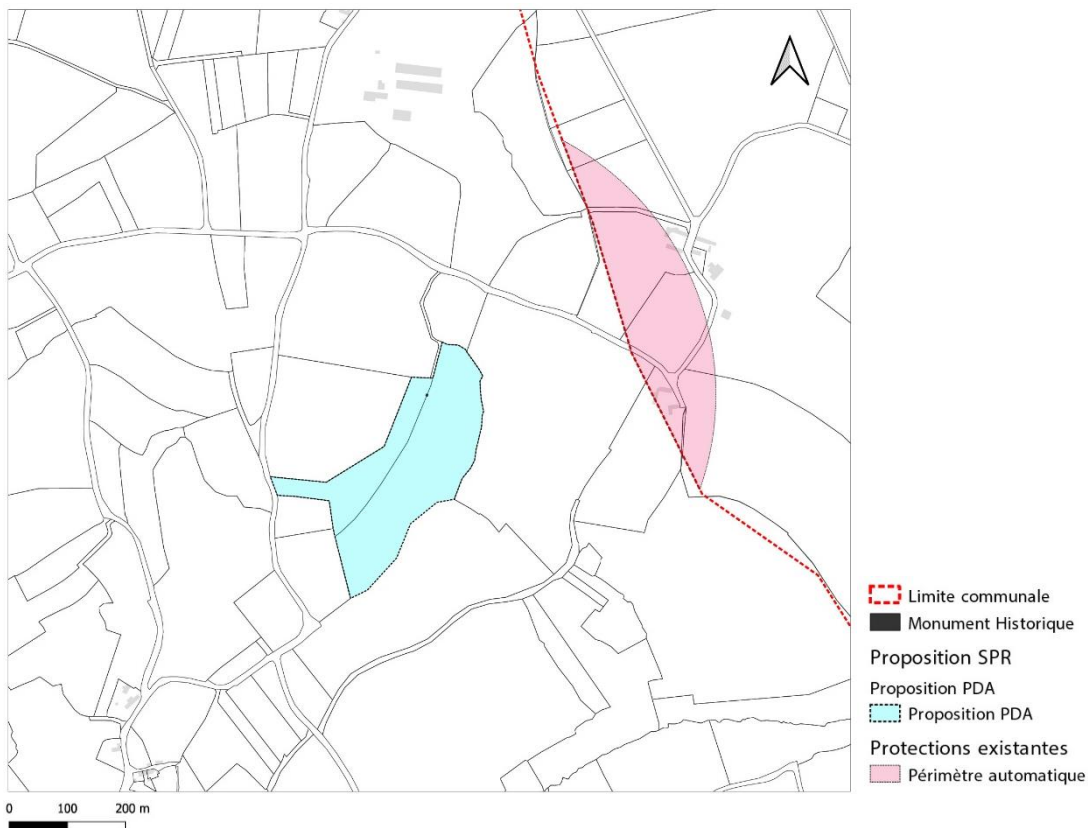 Limite communale
Monument Historique
Proposition SPR
Proposition PDA
Proposition PDA
Protections existantes
Périmètre automatique
0 100 200 m